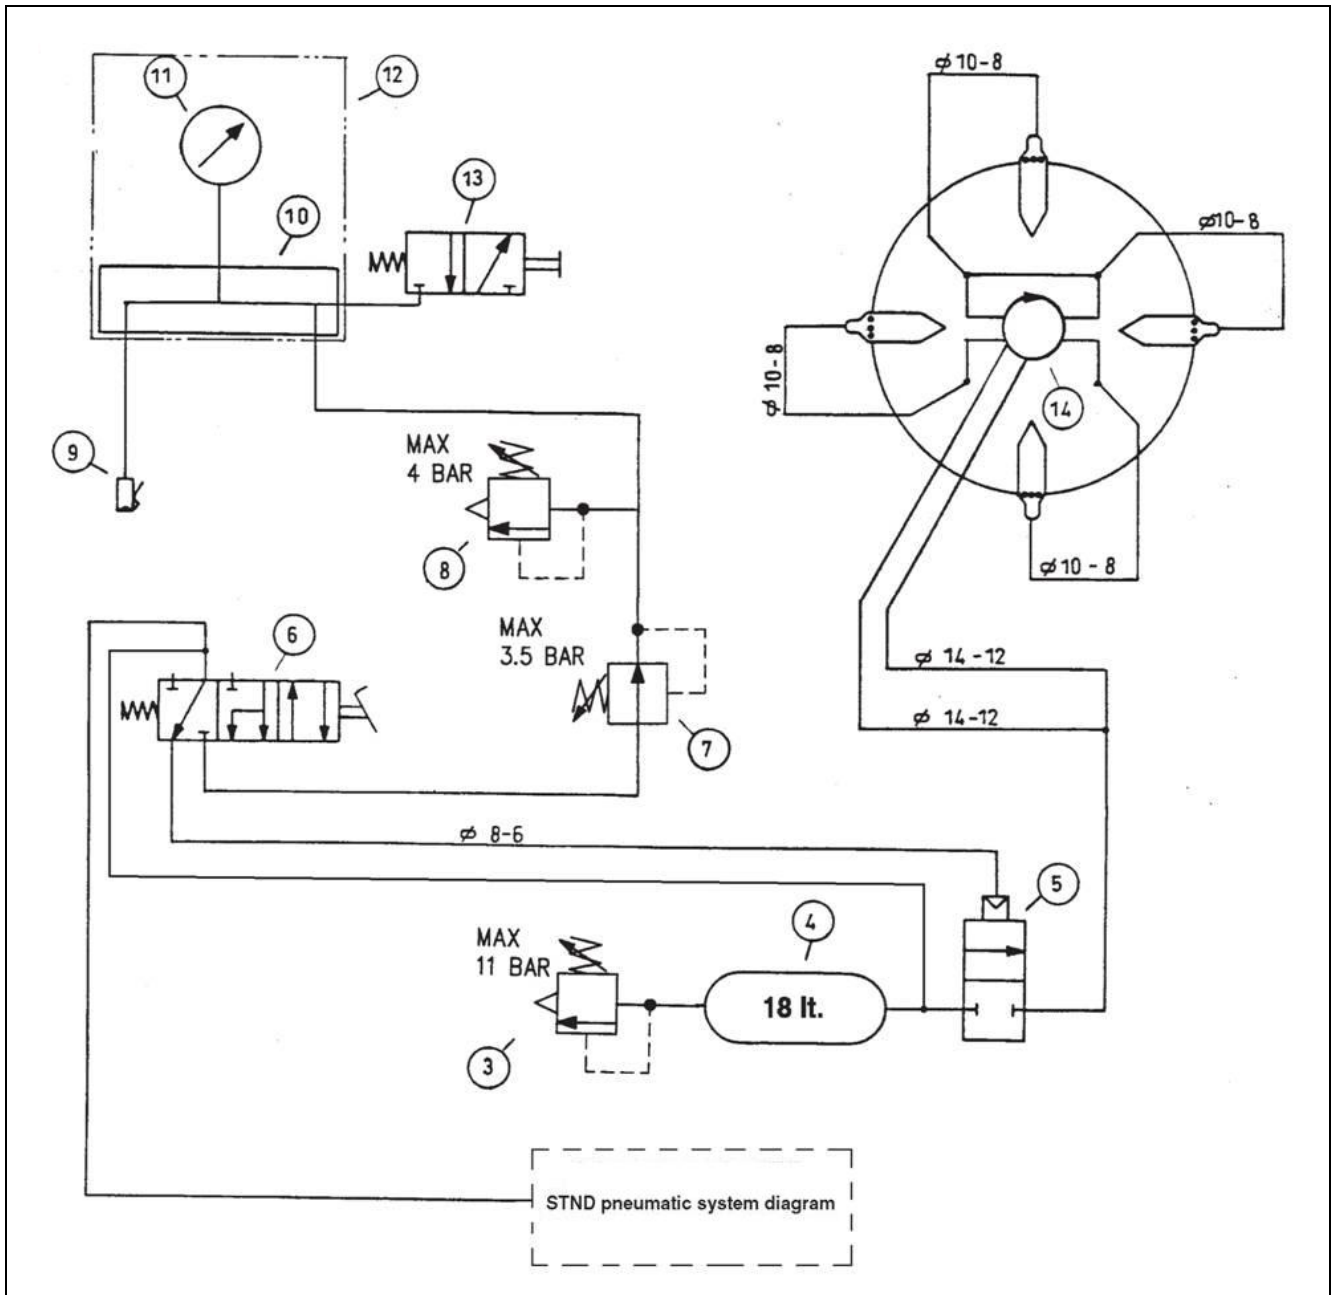 11
12
ϕ 10-8
13
10
ϕ10-8
ϕ 10-8
14
9
MAX
4 BAR
8
ϕ 10 - 8
6
MAX
3.5 BAR
ϕ 14-12
ϕ 14-12
7
ϕ 8-6
5
4
MAX
11 BAR
18 lt.
3
STND pneumatic system diagram